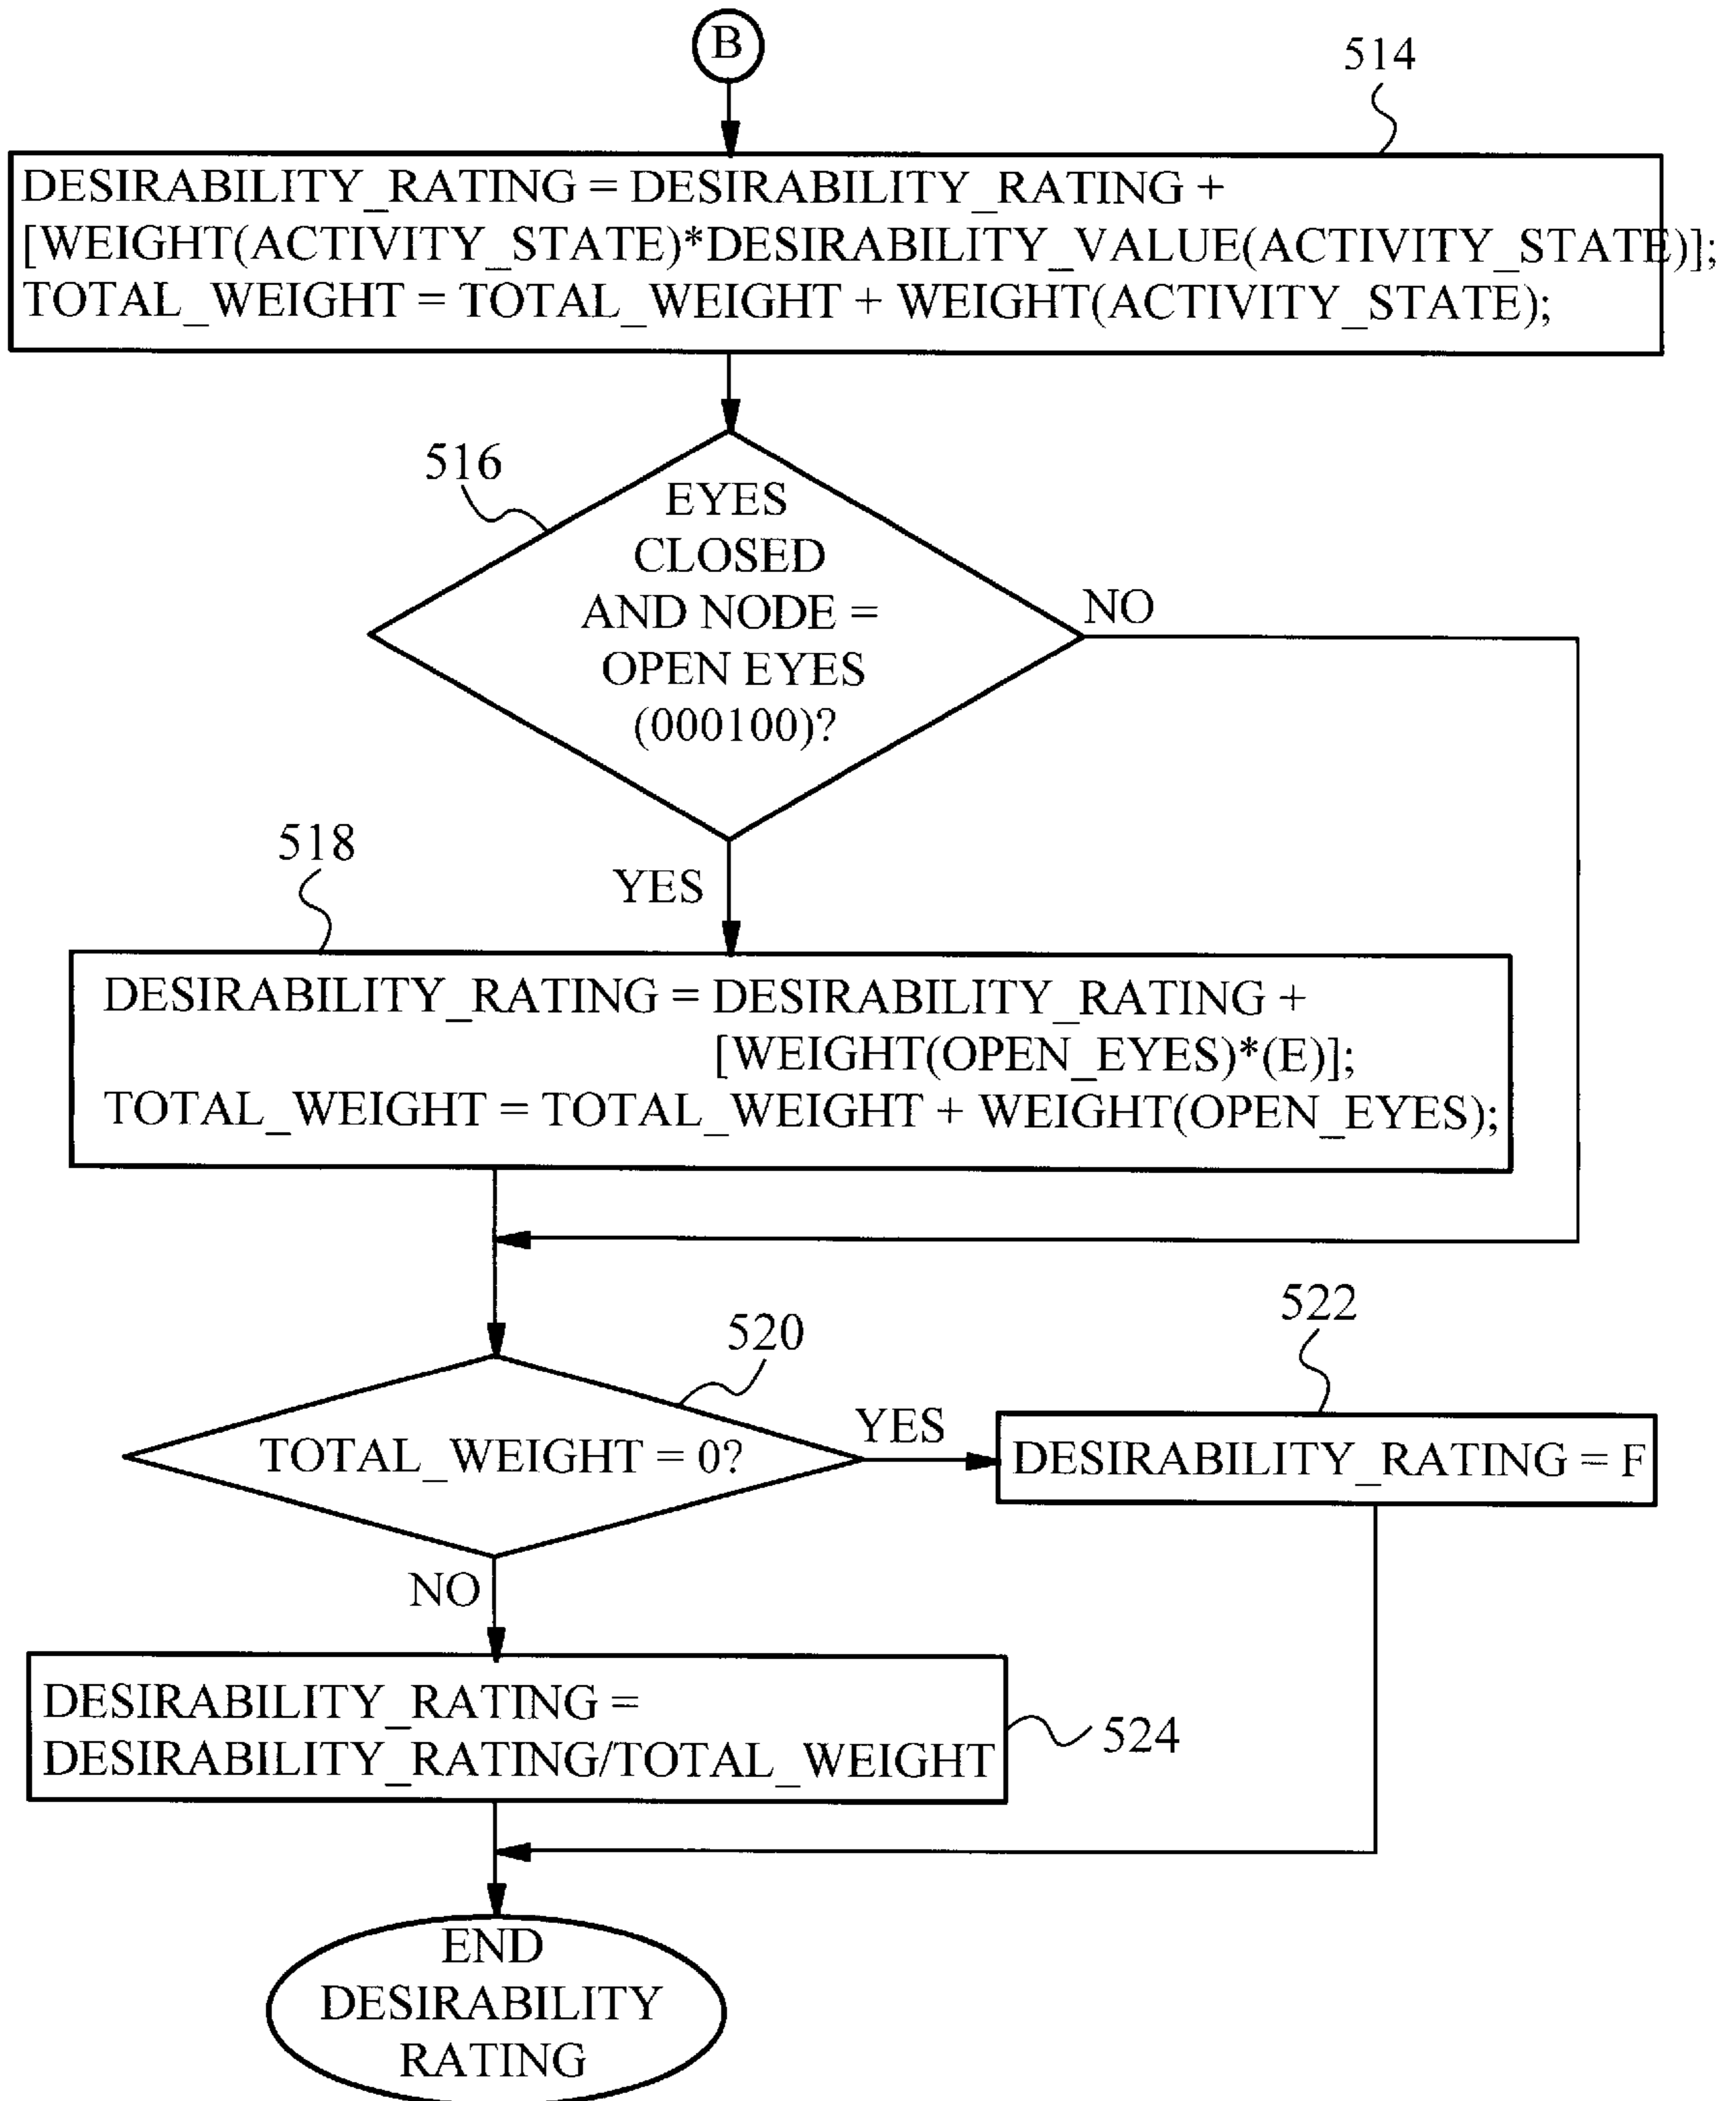 B
514
DESIRABILITY_RATING = DESIRABILITY_RATING +
[WEIGHT(ACTIVITY_STATE)*DESIRABILITY_VALUE(ACTIVITY_STATE)];
TOTAL_WEIGHT = TOTAL_WEIGHT + WEIGHT(ACTIVITY_STATE);
516
EYES
CLOSED
AND NODE =
OPEN EYES
(000100)?
NO
YES
518
DESIRABILITY_RATING = DESIRABILITY_RATING +
[WEIGHT(OPEN_EYES)*(E)];
TOTAL_WEIGHT = TOTAL_WEIGHT + WEIGHT(OPEN_EYES);
520
TOTAL_WEIGHT = 0?
YES
522
DESIRABILITY_RATING = F
NO
DESIRABILITY_RATING =
DESIRABILITY_RATING/TOTAL_WEIGHT
524
END
DESIRABILITY
RATING